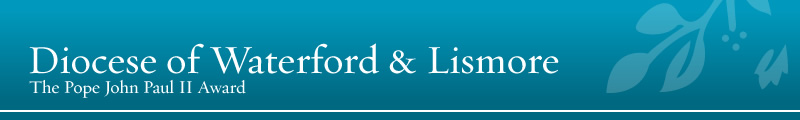 Diocese of Waterford & Lismore
The Pope John Paul II Award